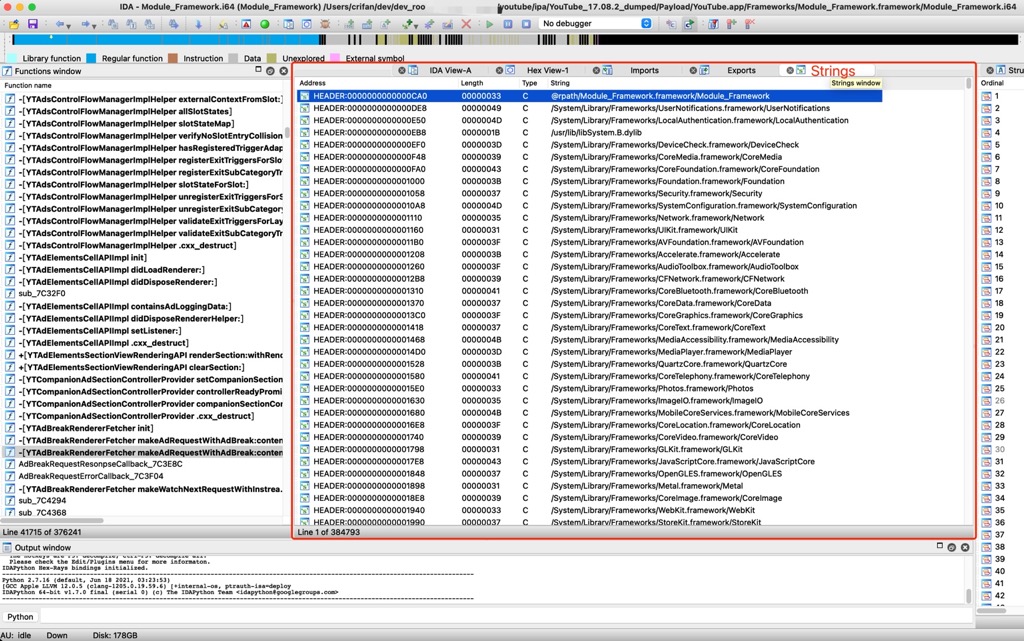 IDA - Module_Framework.i64 (Module_Framework) /Users/crifan/dev/dev_roo youtube/ipa/YouTube_17.08.2_dumped/Payload/YouTube.app/Frameworks/Module_Framework.framework/Module_Framework.i64
No debugger
Library function Regular function Instruction Data Unexplored External symbol
Functions window
Function name
-[YTAdsControlFlowManagerImplHelper externalContextFromSlot:]
-[YTAdsControlFlowManagerImplHelper allSlotStates]
-[YTAdsControlFlowManagerImplHelper slotStateMap]
-[YTAdsControlFlowManagerImplHelper verifyNoSlotEntryCollision
-[YTAdsControlFlowManagerImplHelper hasRegisteredTriggerAdap
-[YTAdsControlFlowManagerImplHelper registerExitTriggersForSlo
-[YTAdsControlFlowManagerImplHelper registerExitSubCategoryTr
-[YTAdsControlFlowManagerImplHelper slotStateForSlot:]
-[YTAdsControlFlowManagerImplHelper unregisterExitTriggersForS
-[YTAdsControlFlowManagerImplHelper unregisterExitSubCategory
-[YTAdsControlFlowManagerImplHelper validateExitTriggersForLay
-[YTAdsControlFlowManagerImplHelper validateExitSubCategoryTr
-[YTAdsControlFlowManagerImplHelper .cxx_destruct]
-[YTAdElementsCellAPIImpl init]
-[YTAdElementsCellAPIImpl didLoadRenderer:]
-[YTAdElementsCellAPIImpl didDisposeRenderer:]
sub_7C32F0
-[YTAdElementsCellAPIImpl containsAdLoggingData:]
-[YTAdElementsCellAPIImpl didDisposeRendererHelper:]
-[YTAdElementsCellAPIImpl setListener:]
-[YTAdElementsCellAPIImpl .cxx_destruct]
+[YTAdElementsSectionViewRenderingAPI renderSection:withRend
+[YTAdElementsSectionViewRenderingAPI clearSection:]
-[YTCompanionAdSectionControllerProvider setCompanionSection
-[YTCompanionAdSectionControllerProvider controllerReadyPromi
-[YTCompanionAdSectionControllerProvider companionSectionCor
-[YTCompanionAdSectionControllerProvider .cxx_destruct]
-[YTAdBreakRendererFetcher init]
-[YTAdBreakRendererFetcher makeAdRequestWithAdBreak:conten
-[YTAdBreakRendererFetcher makeAdRequestWithAdBreak:conten
AdBreakRequestResonpseCallback_7C3E8C
AdBreakRequestErrorCallback_7C3F04
-[YTAdBreakRendererFetcher makeWatchNextRequestWithInstrea.
sub_7C4294
sub_7C4368
Line 41715 of 376241
IDA View-A Hex View-1 Imports Exports Strings
Strings window
Address Length Type String
HEADER:0000000000000CA0 00000033 C @rpath/Module_Framework.framework/Module_Framework
HEADER:0000000000000DE8 00000049 C /System/Library/Frameworks/UserNotifications.framework/UserNotifications
HEADER:0000000000000E50 0000004D C /System/Library/Frameworks/LocalAuthentication.framework/LocalAuthentication
HEADER:0000000000000EB8 0000001B C /usr/lib/libSystem.B.dylib
HEADER:0000000000000EF0 0000003D C /System/Library/Frameworks/DeviceCheck.framework/DeviceCheck
HEADER:0000000000000F48 00000039 C /System/Library/Frameworks/CoreMedia.framework/CoreMedia
HEADER:0000000000000FA0 00000043 C /System/Library/Frameworks/CoreFoundation.framework/CoreFoundation
HEADER:0000000000001000 0000003B C /System/Library/Frameworks/Foundation.framework/Foundation
HEADER:0000000000001058 00000037 C /System/Library/Frameworks/Security.framework/Security
HEADER:00000000000010A8 0000004D C /System/Library/Frameworks/SystemConfiguration.framework/SystemConfiguration
HEADER:0000000000001110 00000035 C /System/Library/Frameworks/Network.framework/Network
HEADER:0000000000001160 00000031 C /System/Library/Frameworks/UIKit.framework/UIKit
HEADER:00000000000011B0 0000003F C /System/Library/Frameworks/AVFoundation.framework/AVFoundation
HEADER:0000000000001208 0000003B C /System/Library/Frameworks/Accelerate.framework/Accelerate
HEADER:0000000000001260 0000003F C /System/Library/Frameworks/AudioToolbox.framework/AudioToolbox
HEADER:00000000000012B8 00000039 C /System/Library/Frameworks/CFNetwork.framework/CFNetwork
HEADER:0000000000001310 00000041 C /System/Library/Frameworks/CoreBluetooth.framework/CoreBluetooth
HEADER:0000000000001370 00000037 C /System/Library/Frameworks/CoreData.framework/CoreData
HEADER:00000000000013C0 0000003F C /System/Library/Frameworks/CoreGraphics.framework/CoreGraphics
HEADER:0000000000001418 00000037 C /System/Library/Frameworks/CoreText.framework/CoreText
HEADER:0000000000001468 0000004B C /System/Library/Frameworks/MediaAccessibility.framework/MediaAccessibility
HEADER:00000000000014D0 0000003D C /System/Library/Frameworks/MediaPlayer.framework/MediaPlayer
HEADER:0000000000001528 0000003B C /System/Library/Frameworks/QuartzCore.framework/QuartzCore
HEADER:0000000000001580 00000041 C /System/Library/Frameworks/CoreTelephony.framework/CoreTelephony
HEADER:00000000000015E0 00000033 C /System/Library/Frameworks/Photos.framework/Photos
HEADER:0000000000001630 00000035 C /System/Library/Frameworks/ImageIO.framework/ImageIO
HEADER:0000000000001680 0000004B C /System/Library/Frameworks/MobileCoreServices.framework/MobileCoreServices
HEADER:00000000000016E8 0000003F C /System/Library/Frameworks/CoreLocation.framework/CoreLocation
HEADER:0000000000001740 00000039 C /System/Library/Frameworks/CoreVideo.framework/CoreVideo
HEADER:0000000000001798 00000031 C /System/Library/Frameworks/GLKit.framework/GLKit
HEADER:00000000000017E8 00000043 C /System/Library/Frameworks/JavaScriptCore.framework/JavaScriptCore
HEADER:0000000000001848 00000037 C /System/Library/Frameworks/OpenGLES.framework/OpenGLES
HEADER:0000000000001898 00000031 C /System/Library/Frameworks/Metal.framework/Metal
HEADER:00000000000018E8 00000039 C /System/Library/Frameworks/CoreImage.framework/CoreImage
HEADER:0000000000001940 00000033 C /System/Library/Frameworks/WebKit.framework/WebKit
HEADER:0000000000001990 00000037 C /System/Library/Frameworks/StoreKit.framework/StoreKit
Line 1 of 384793
Stru
Ordinal
1
2
3
4
5
6
7
8
9
10
11
12
13
14
15
16
17
18
19
20
21
22
23
24
25
26
27
28
29
30
31
32
33
34
35
36
37
38
39
40
41
42
Output window
Please check the Edit/Plugins menu for more informaton.
IDAPython Hex-Rays bindings initialized.
Python 2.7.16 (default, Jun 18 2021, 03:23:53)
[GCC Apple LLVM 12.0.5 (clang-1205.0.19.59.6) [+internal-os, ptrauth-isa=deploy
IDAPython 64-bit v1.7.0 final (serial 0) (c) The IDAPython Team <idapython@googlegroups.com>
Python
AU: idle Down Disk: 178GB